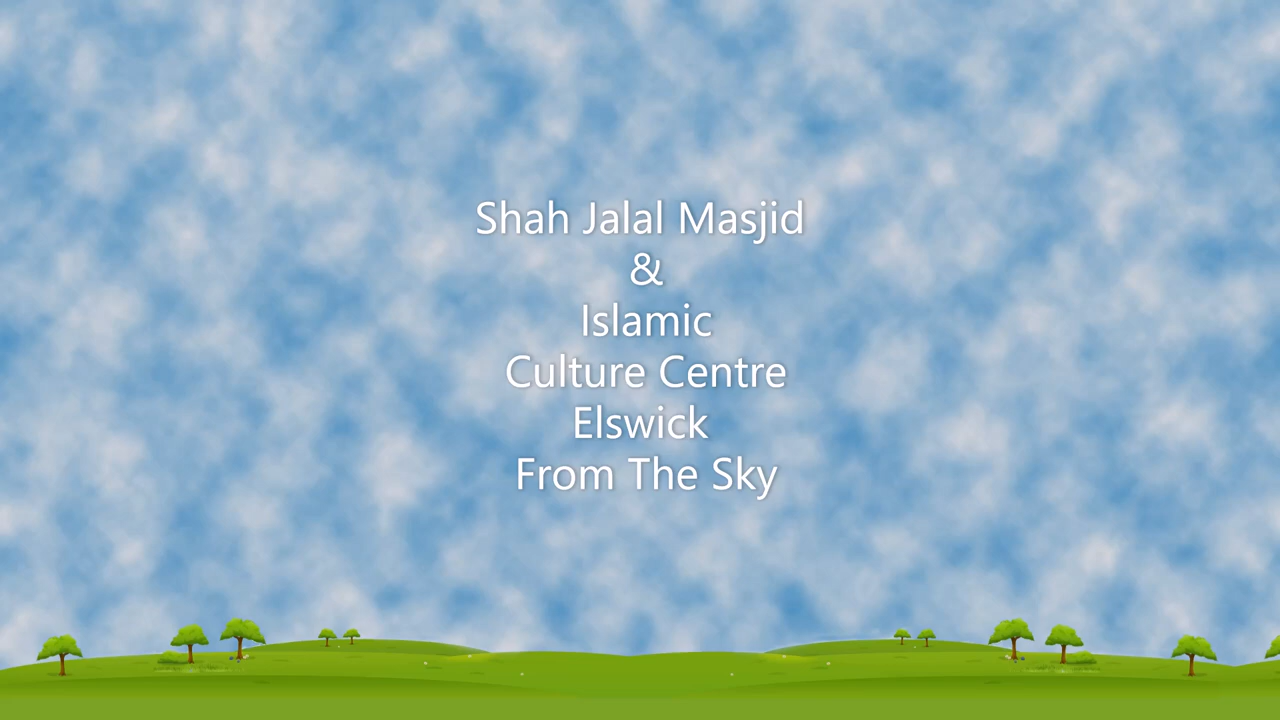 Shah Jalal Masjid
&
Islamic
Culture Centre
Elswick
From The Sky